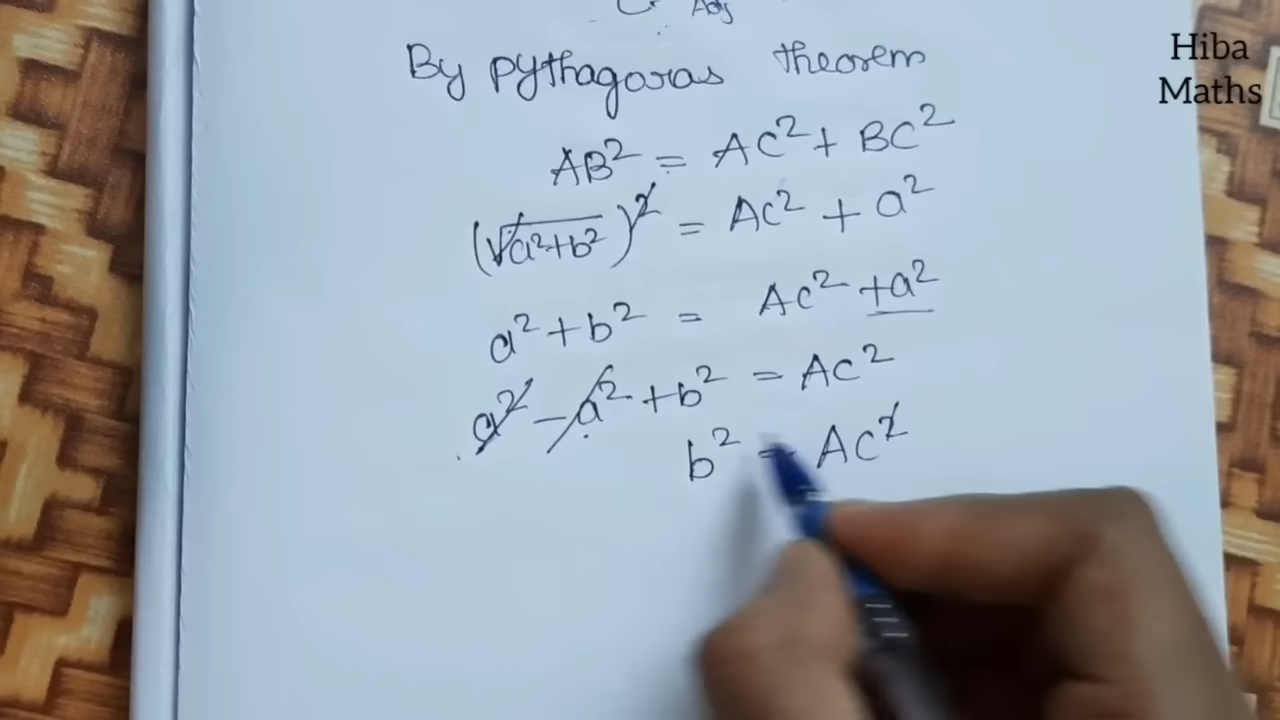 Adj
By pythagoras theorem
AB² = AC² + BC²
(√a²+b²)² = AC² + a²
a² + b² = AC² + a²
a² - a² + b² = AC²
b² = AC²
Hiba
Maths